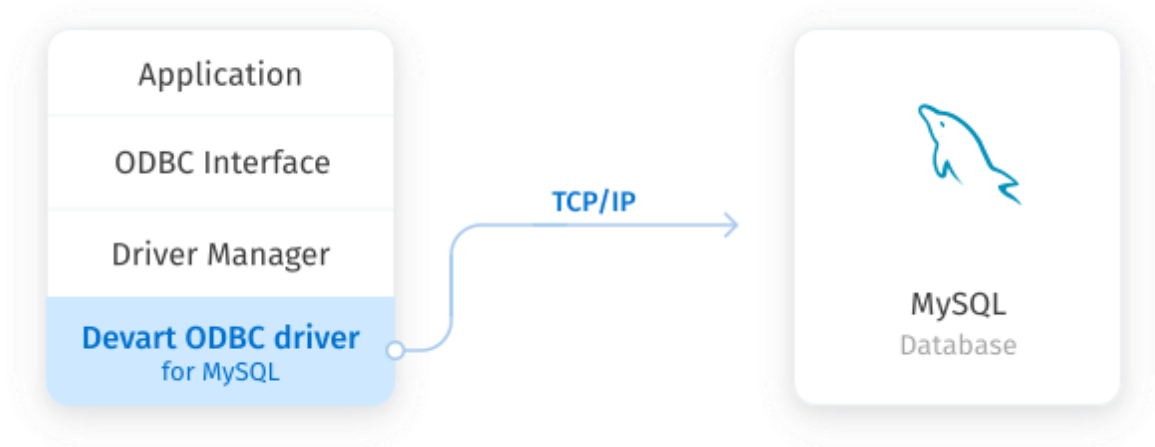 Application
ODBC Interface
Driver Manager
Devart ODBC driver
for MySQL
TCP/IP
MySQL
Database